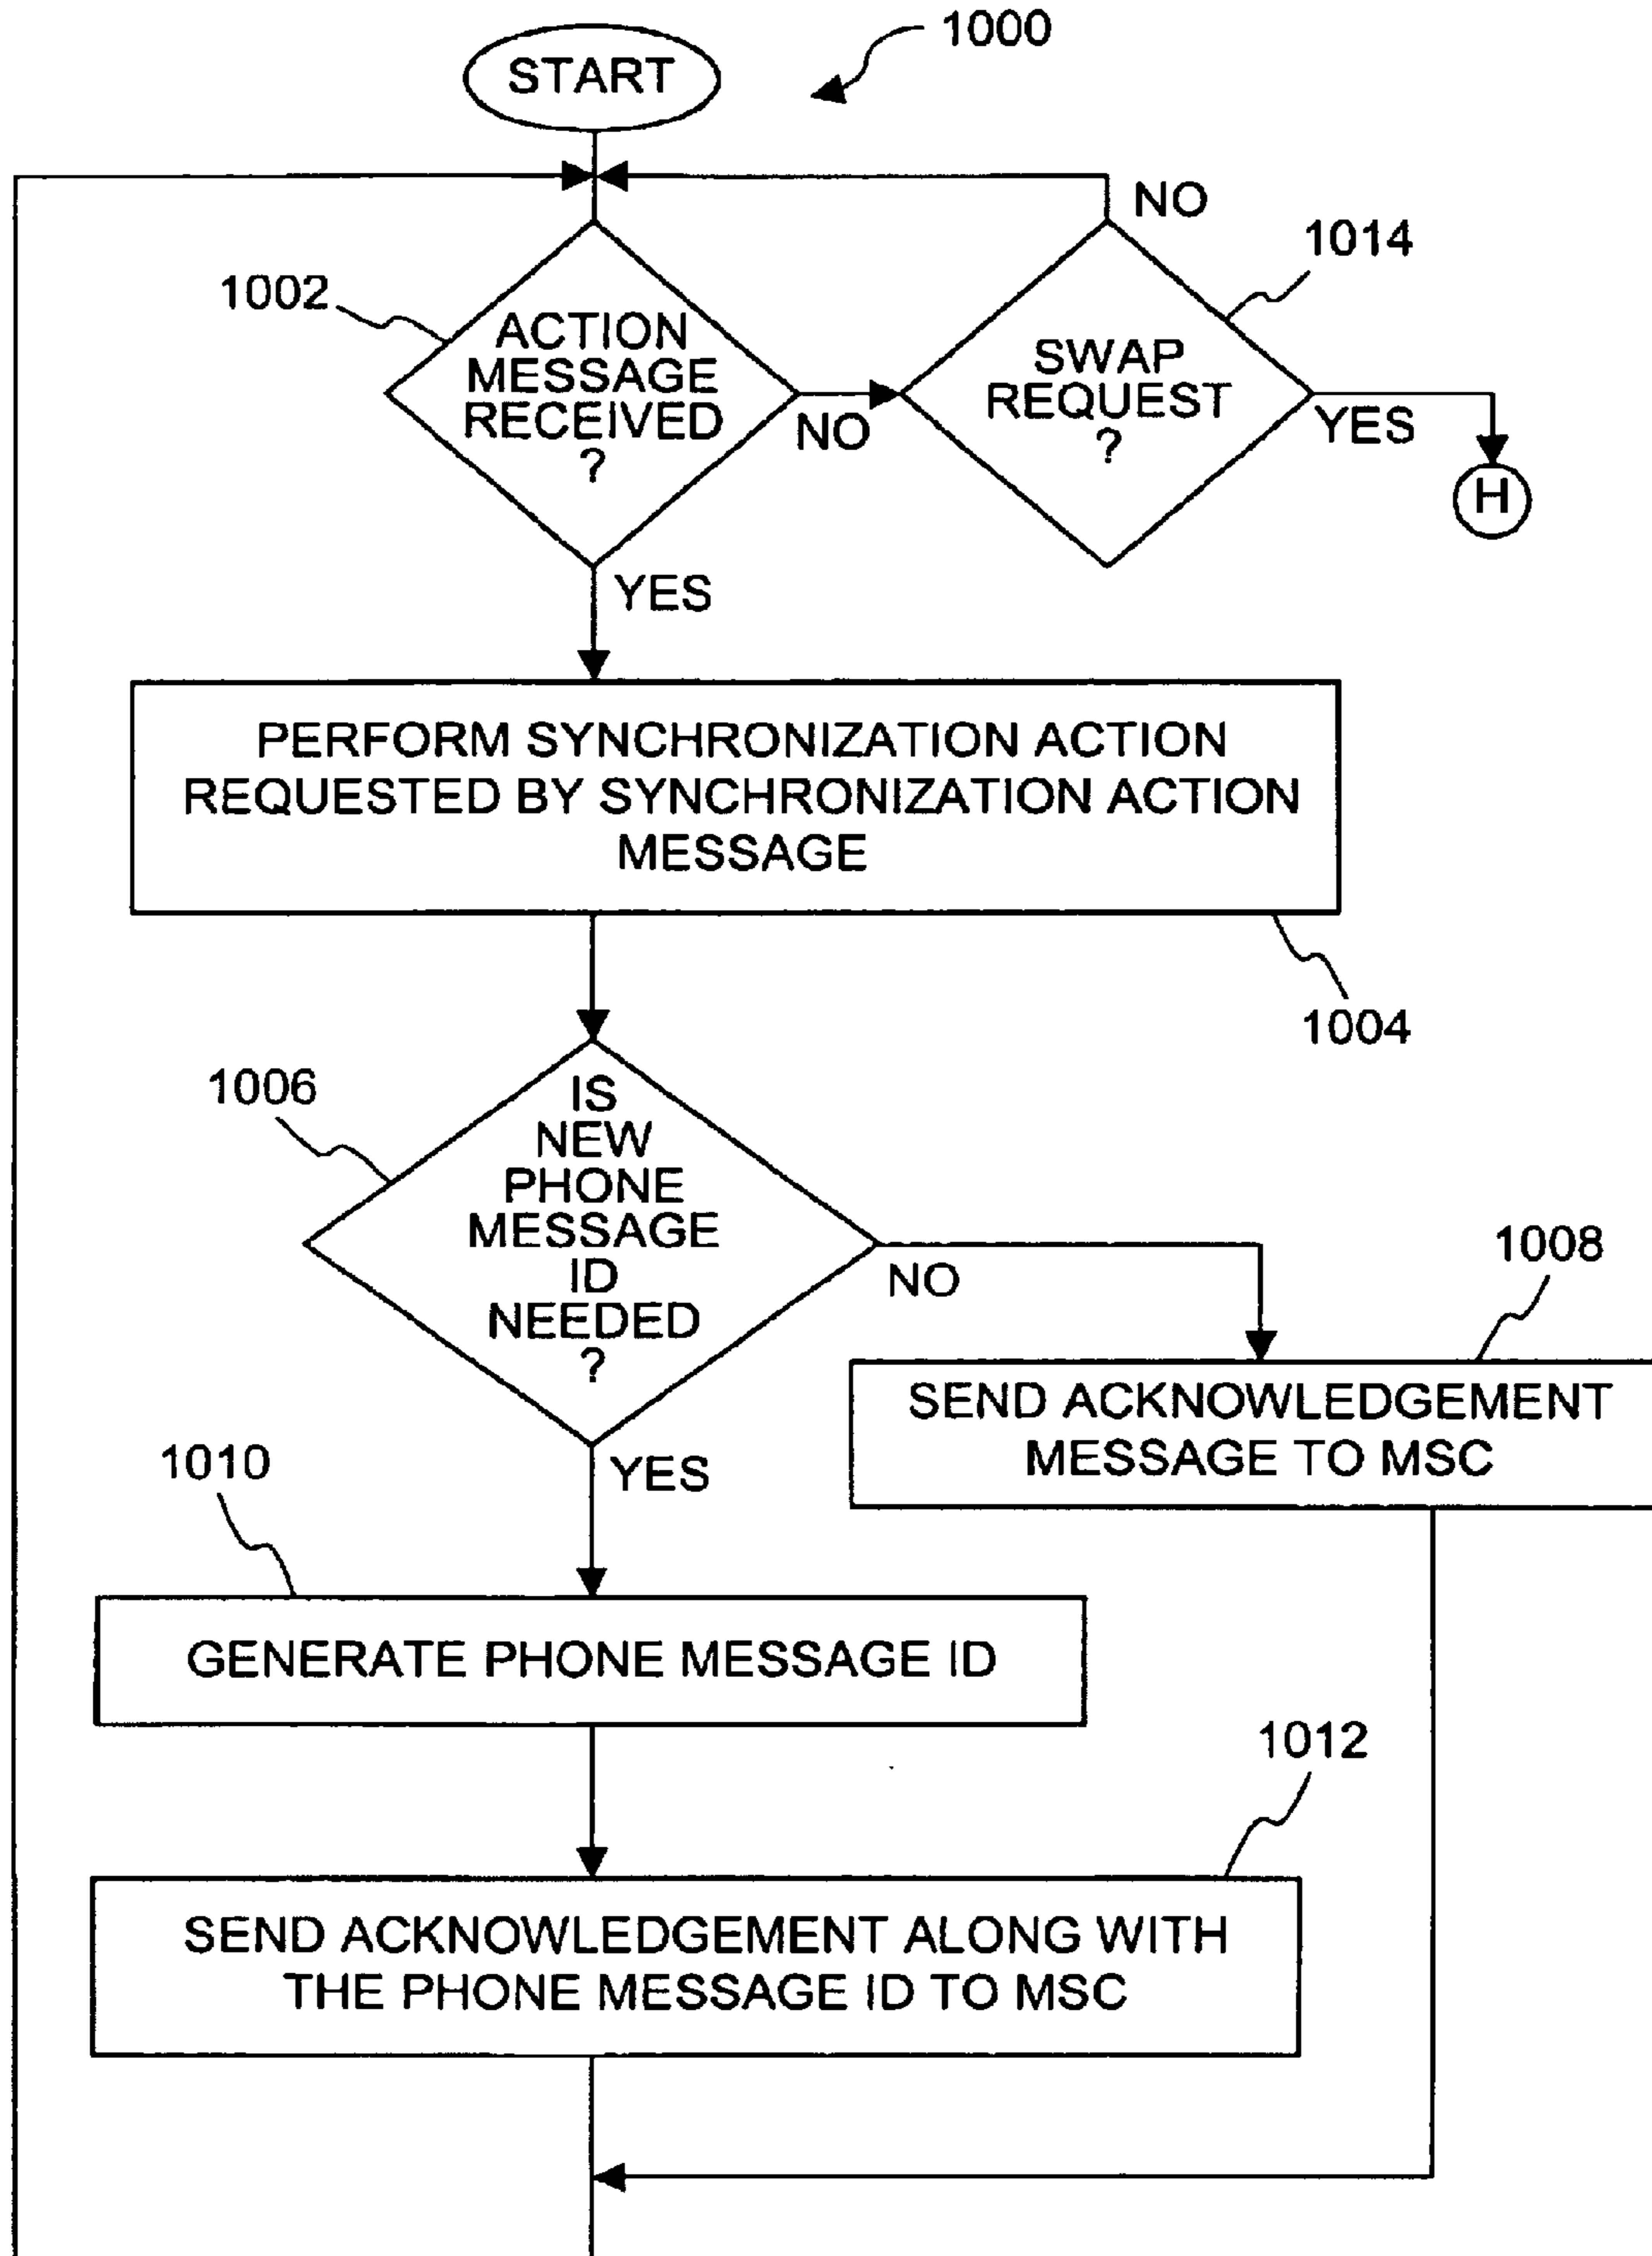 1000
START
NO
1014
1002
ACTION
MESSAGE
RECEIVED
?
NO
SWAP
REQUEST
?
YES
H
YES
PERFORM SYNCHRONIZATION ACTION
REQUESTED BY SYNCHRONIZATION ACTION
MESSAGE
1004
1006
IS
NEW
PHONE
MESSAGE
ID
NEEDED
?
NO
1008
SEND ACKNOWLEDGEMENT
MESSAGE TO MSC
YES
1010
GENERATE PHONE MESSAGE ID
1012
SEND ACKNOWLEDGEMENT ALONG WITH
THE PHONE MESSAGE ID TO MSC